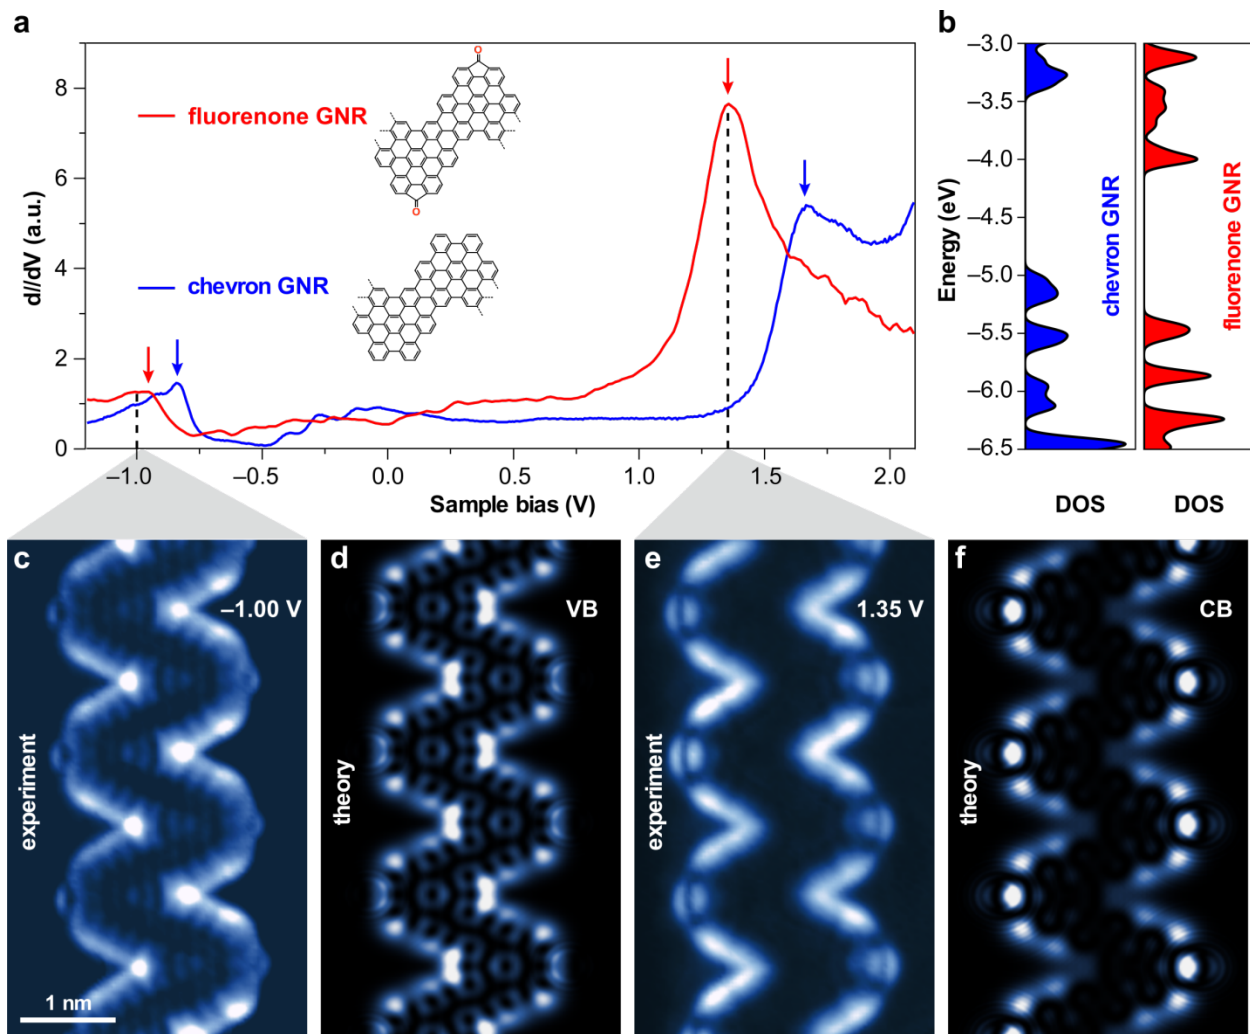 a
8
6
4
2
0
dI/dV (a.u.)
fluorenone GNR
chevron GNR
O
O
–1.0
–0.5
0.0
0.5
1.0
1.5
2.0
Sample bias (V)
b
–3.0
–3.5
–4.0
–4.5
–5.0
–5.5
–6.0
–6.5
Energy (eV)
chevron GNR
fluorenone GNR
DOS
DOS
c
–1.00 V
experiment
1 nm
d
VB
theory
e
1.35 V
experiment
f
CB
theory